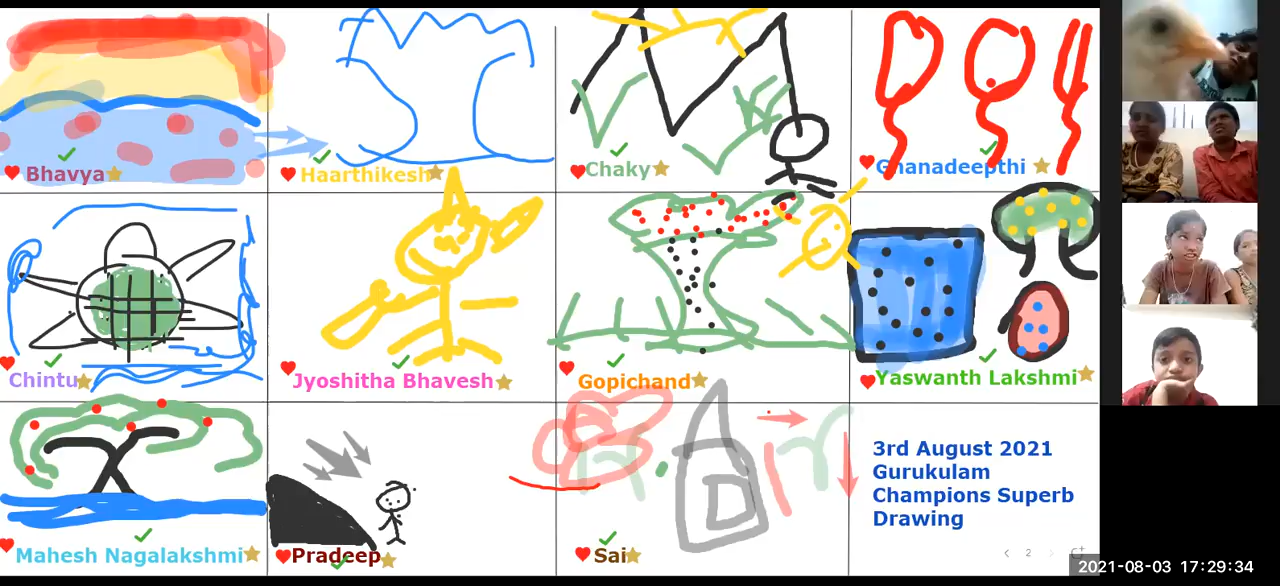 Bhavya
Haarthikesh
Chaky
Ghanadeepthi
Chintu
Jyoshitha Bhavesh
Gopichand
Yaswanth Lakshmi
Mahesh Nagalakshmi
Pradeep
Sai
3rd August 2021
Gurukulam
Champions Superb
Drawing
2
2021-08-03 17:29:34